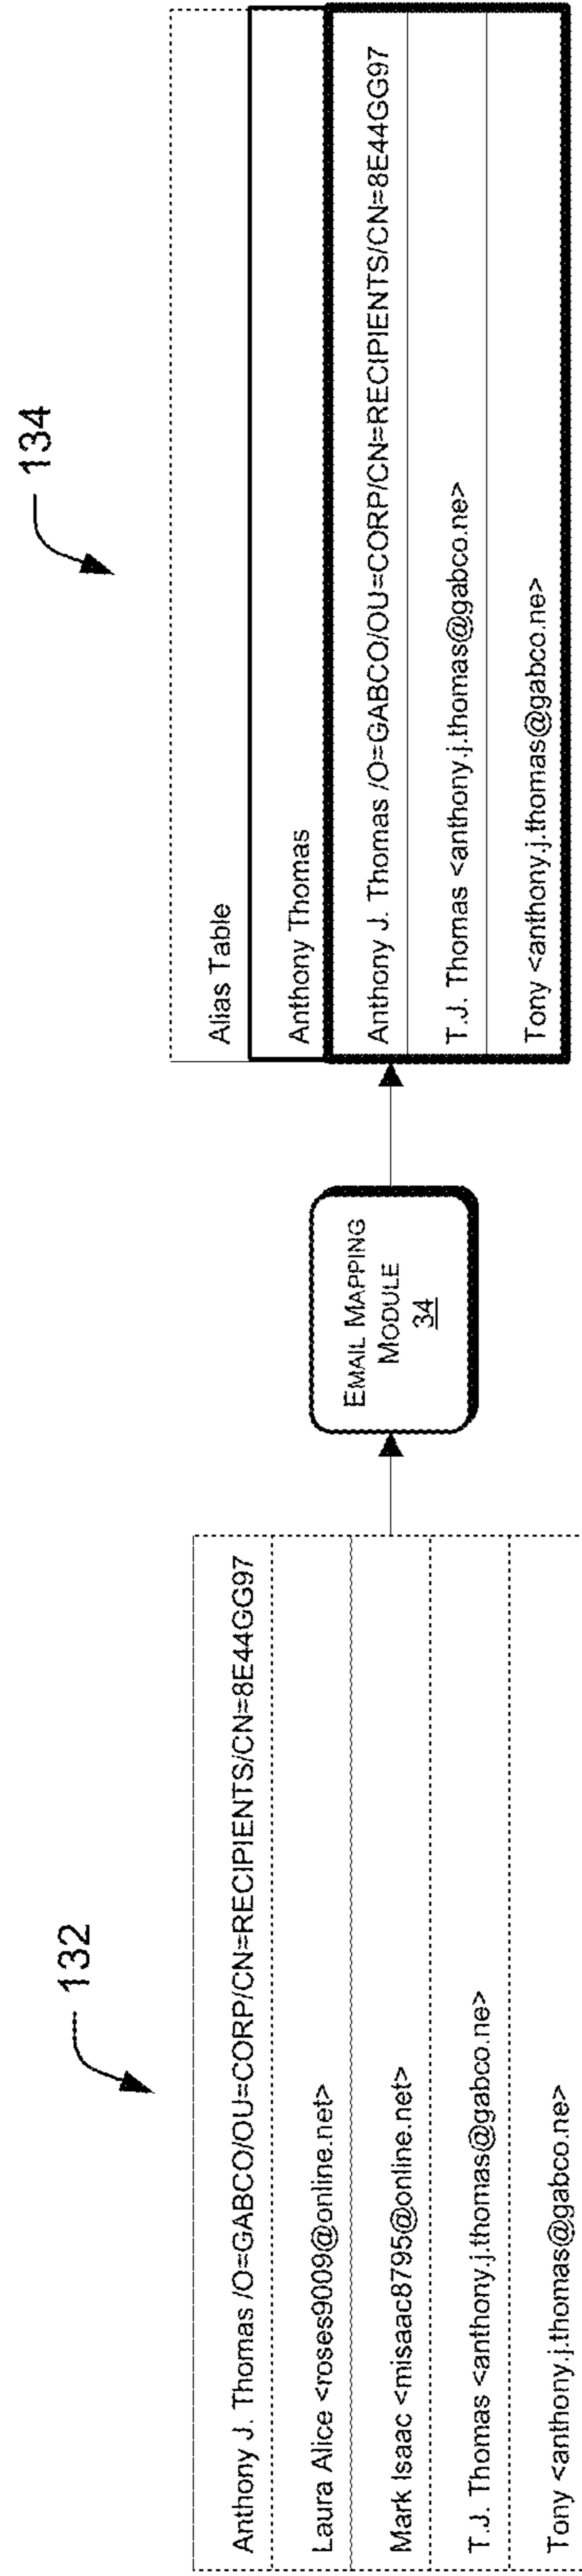 132
Anthony J. Thomas /O=GABCO/OU=CORP/CN=RECIPIENTS/CN=8E44GG97
Laura Alice <roses9009@online.net>
Mark Isaac <misaac8795@online.net>
T.J. Thomas <anthony.j.thomas@gabco.ne>
Tony <anthony.j.thomas@gabco.ne>
EMAIL MAPPING
MODULE
34
134
Alias Table
Anthony Thomas
Anthony J. Thomas /O=GABCO/OU=CORP/CN=RECIPIENTS/CN=8E44GG97
T.J. Thomas <anthony.j.thomas@gabco.ne>
Tony <anthony.j.thomas@gabco.ne>